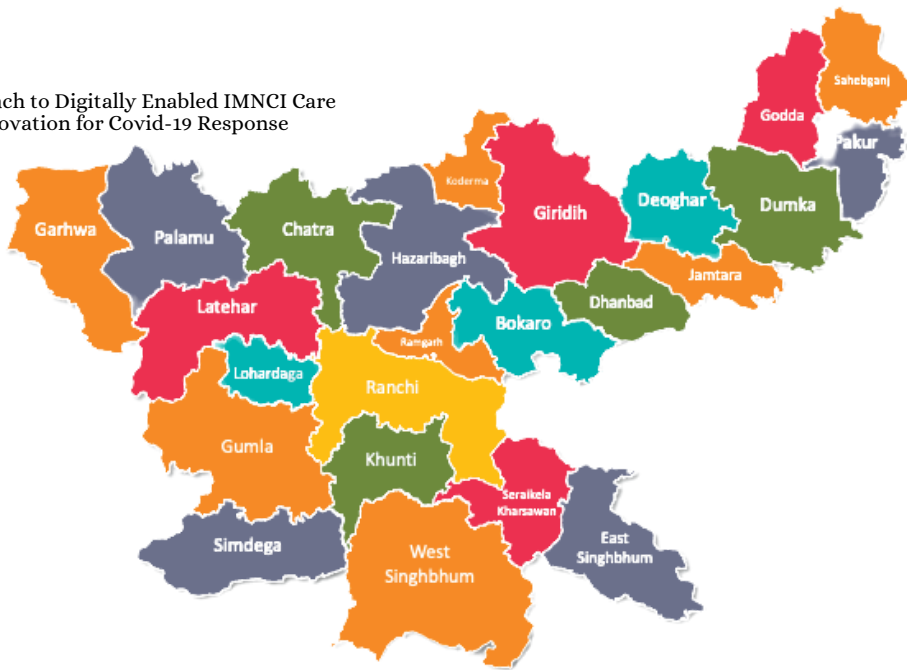 ch to Digitally Enabled IMNCI Care
ovation for Covid-19 Response
Sahebganj
Godda
Pakur
Koderma
Giridih
Deoghar
Dumka
Garhwa
Palamu
Chatra
Hazaribagh
Jamtara
Latehar
Dhanbad
Bokaro
Ramgarh
Lohardaga
Ranchi
Gumla
Khunti
Seraikela
Kharsawan
Simdega
East
Singhbhum
West
Singhbhum